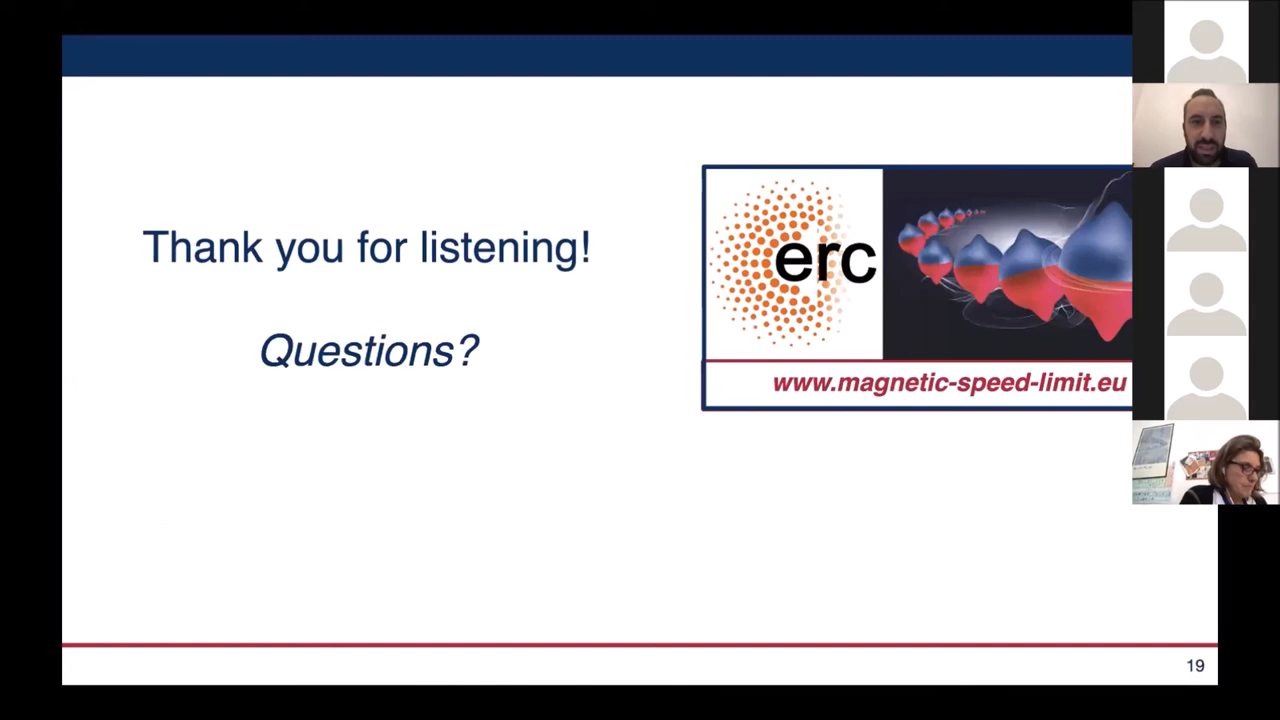 Thank you for listening!
Questions?
erc
www.magnetic-speed-limit.eu
19